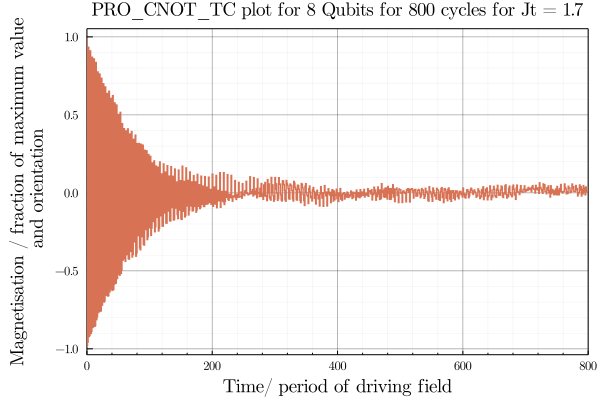 PRO_CNOT_TC plot for 8 Qubits for 800 cycles for Jt = 1.7
Magnetisation / fraction of maximum value
and orientation
1.0
0.5
0.0
−0.5
−1.0
0
200
400
600
800
Time/ period of driving field